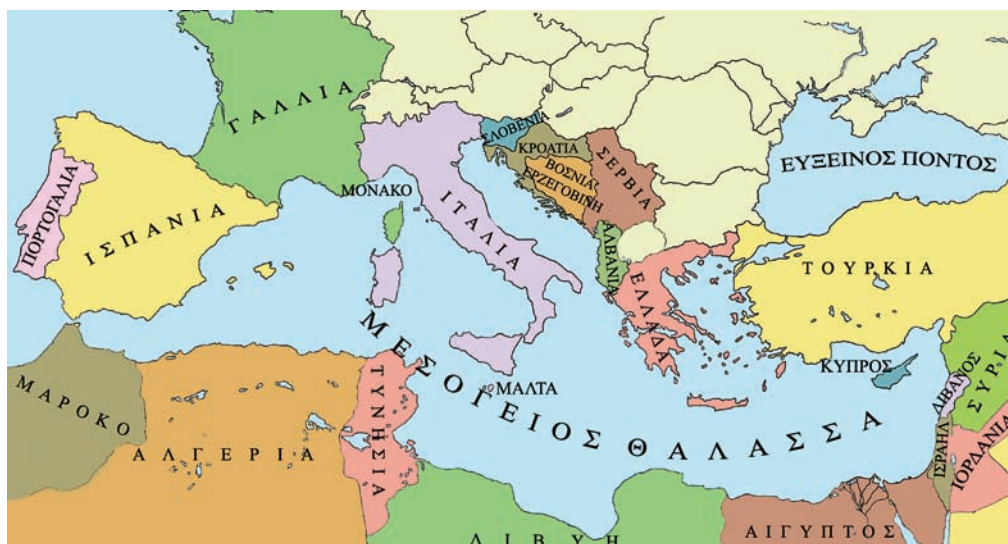 ΓΑΛΛΙΑ
ΣΛΟΒΕΝΙΑ
ΚΡΟΑΤΙΑ
ΒΟΣΝΙΑ
ΕΡΖΕΓΟΒΙΝΗ
ΣΕΡΒΙΑ
ΕΥΞΕΙΝΟΣ ΠΟΝΤΟΣ
ΜΟΝΑΚΟ
ΠΟΡΤΟΓΑΛΙΑ
ΙΣΠΑΝΙΑ
ΙΤΑΛΙΑ
ΑΛΒΑΝΙΑ
ΕΛΛΑΔΑ
ΤΟΥΡΚΙΑ
ΚΥΠΡΟΣ
ΜΑΛΤΑ
ΜΕΣΟΓΕΙΟΣ ΘΑΛΑΣΣΑ
ΛΙΒΑΝΟΣ
ΣΥΡΙΑ
ΜΑΡΟΚΟ
ΑΛΓΕΡΙΑ
ΤΥΝΗΣΙΑ
ΙΣΡΑΗΛ
ΙΟΡΔΑΝΙΑ
ΛΙΒΥΗ
ΑΙΓΥΠΤΟΣ